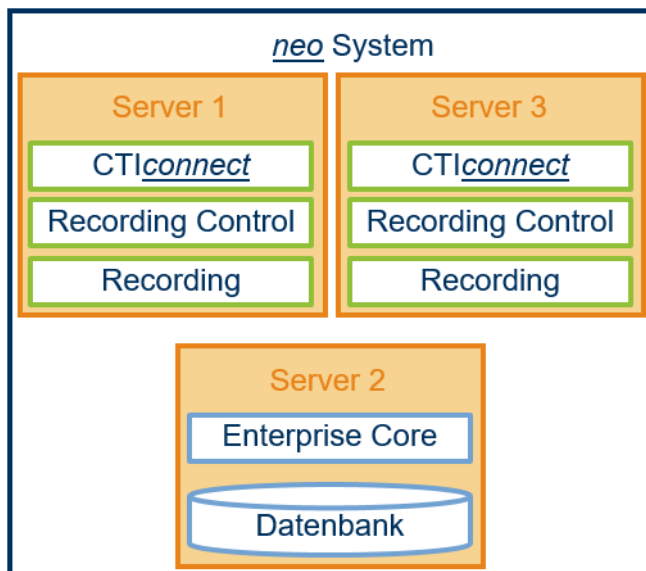 neo System
Server 1
CTIconnect
Recording Control
Recording
Server 3
CTIconnect
Recording Control
Recording
Server 2
Enterprise Core
Datenbank